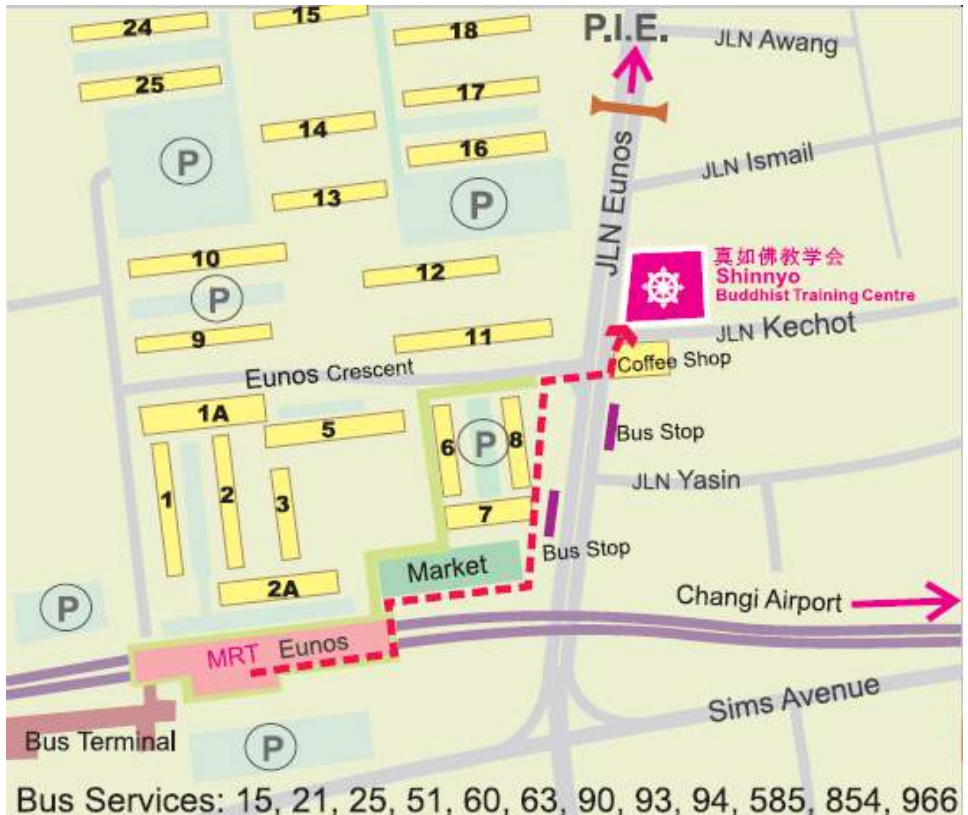 24
15
18
P.I.E.
JLN Awang
25
17
14
16
P
JLN Ismail
13
P
JLN Eunos
10
12
真如佛教学会
Shinnyo
Buddhist Training Centre
P
9
11
JLN Kechot
Eunos Crescent
Coffee Shop
1A
5
6
P
8
Bus Stop
1
2
3
7
JLN Yasin
Bus Stop
2A
Market
P
Changi Airport
MRT Eunos
Sims Avenue
Bus Terminal
P
Bus Services: 15, 21, 25, 51, 60, 63, 90, 93, 94, 585, 854, 966